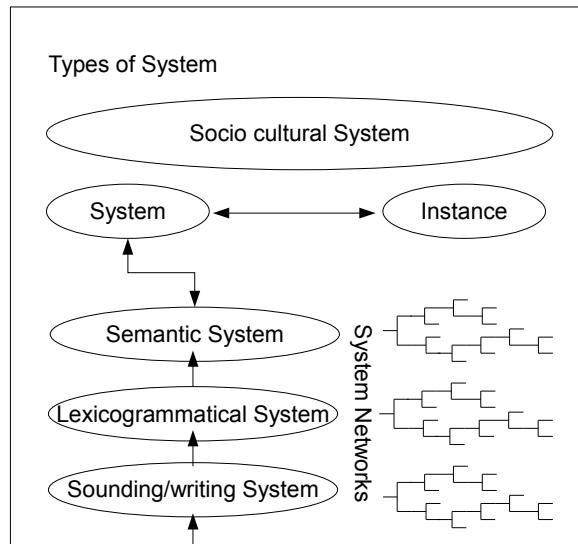 Types of System
Socio cultural System
System
Instance
Semantic System
Lexicogrammatical System
Sounding/writing System
System Networks